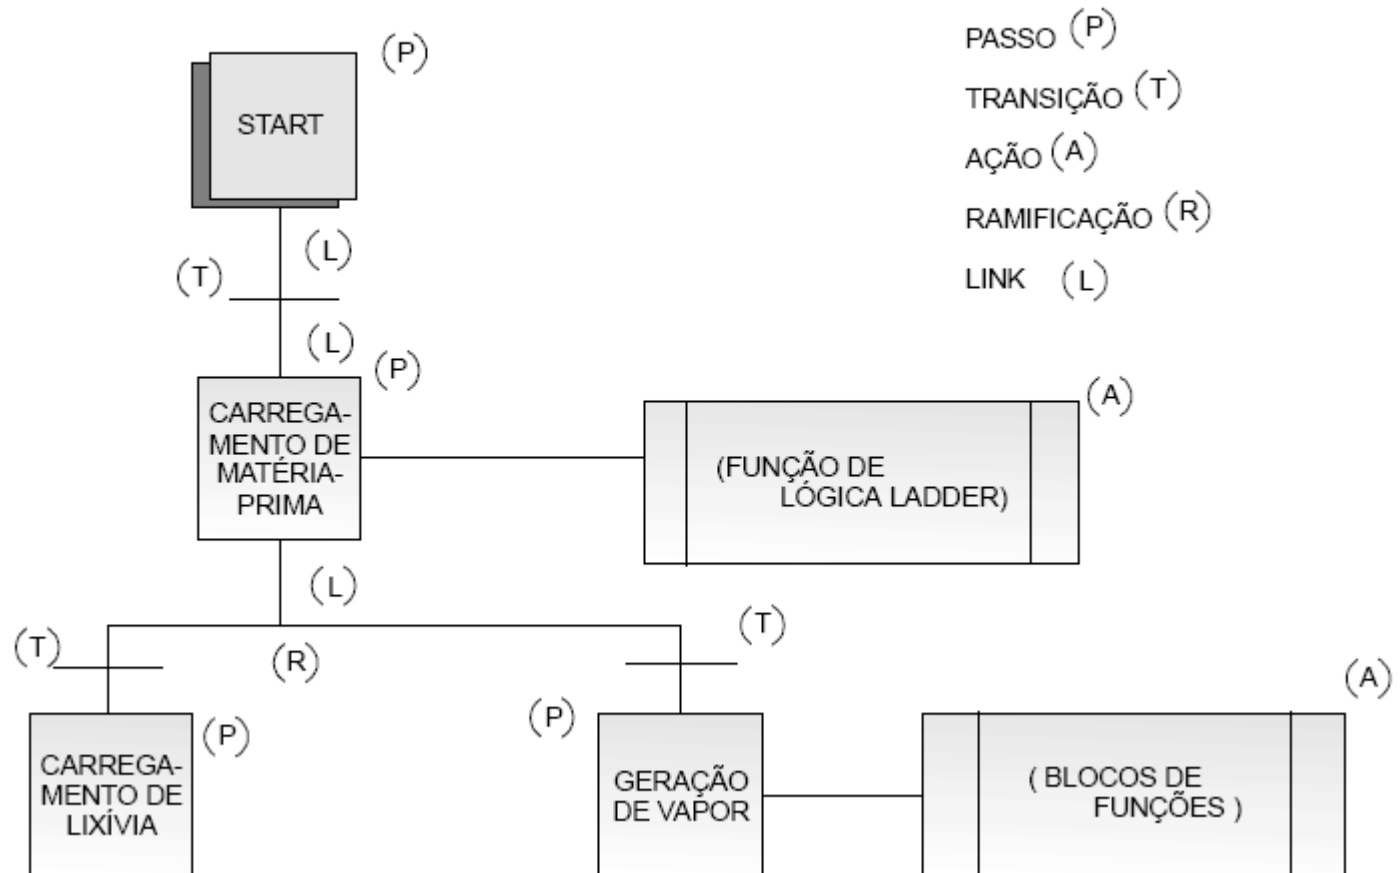 (P)
START
PASSO (P)
TRANSIÇÃO (T)
AÇÃO (A)
RAMIFICAÇÃO (R)
LINK (L)
(L)
(T)
(L)
(P)
CARREGA-
MENTO DE
MATÉRIA-
PRIMA
(A)
(FUNÇÃO DE
LÓGICA LADDER)
(L)
(T)
(R)
(T)
(P)
CARREGA-
MENTO DE
LIXÍVIA
(P)
GERAÇÃO
DE VAPOR
(A)
( BLOCOS DE
FUNÇÕES )